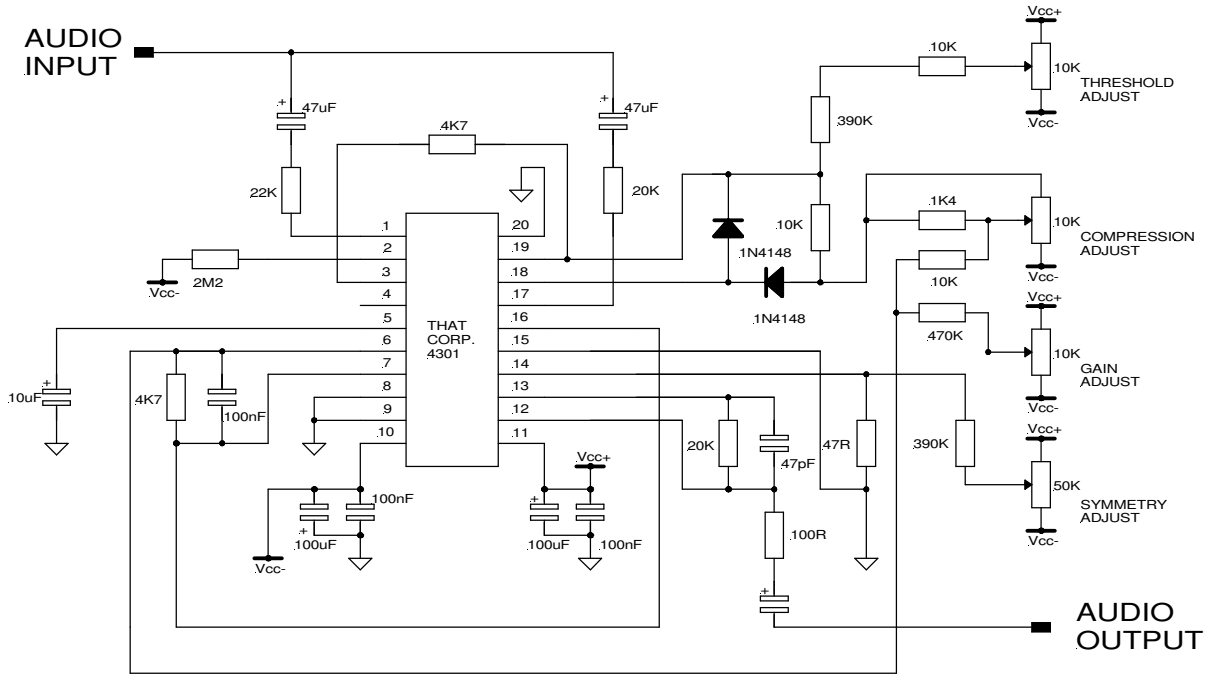 AUDIO
INPUT
47uF
+
22K
4K7
47uF
+
20K
10K
390K
Vcc+
10K
THRESHOLD
ADJUST
Vcc-
1
2
3
4
5
6
7
8
9
10
20
19
18
17
16
15
14
13
12
11
THAT
CORP.
4301
Vcc-
2M2
1N4148
1N4148
10K
1K4
10K
COMPRESSION
ADJUST
10K
Vcc-
Vcc+
470K
10K
GAIN
ADJUST
Vcc-
10uF
+
4K7
100nF
20K
47pF
47R
390K
Vcc+
50K
SYMMETRY
ADJUST
Vcc-
100nF
100uF
+
Vcc-
Vcc+
+
100uF
100nF
100R
+
AUDIO
OUTPUT